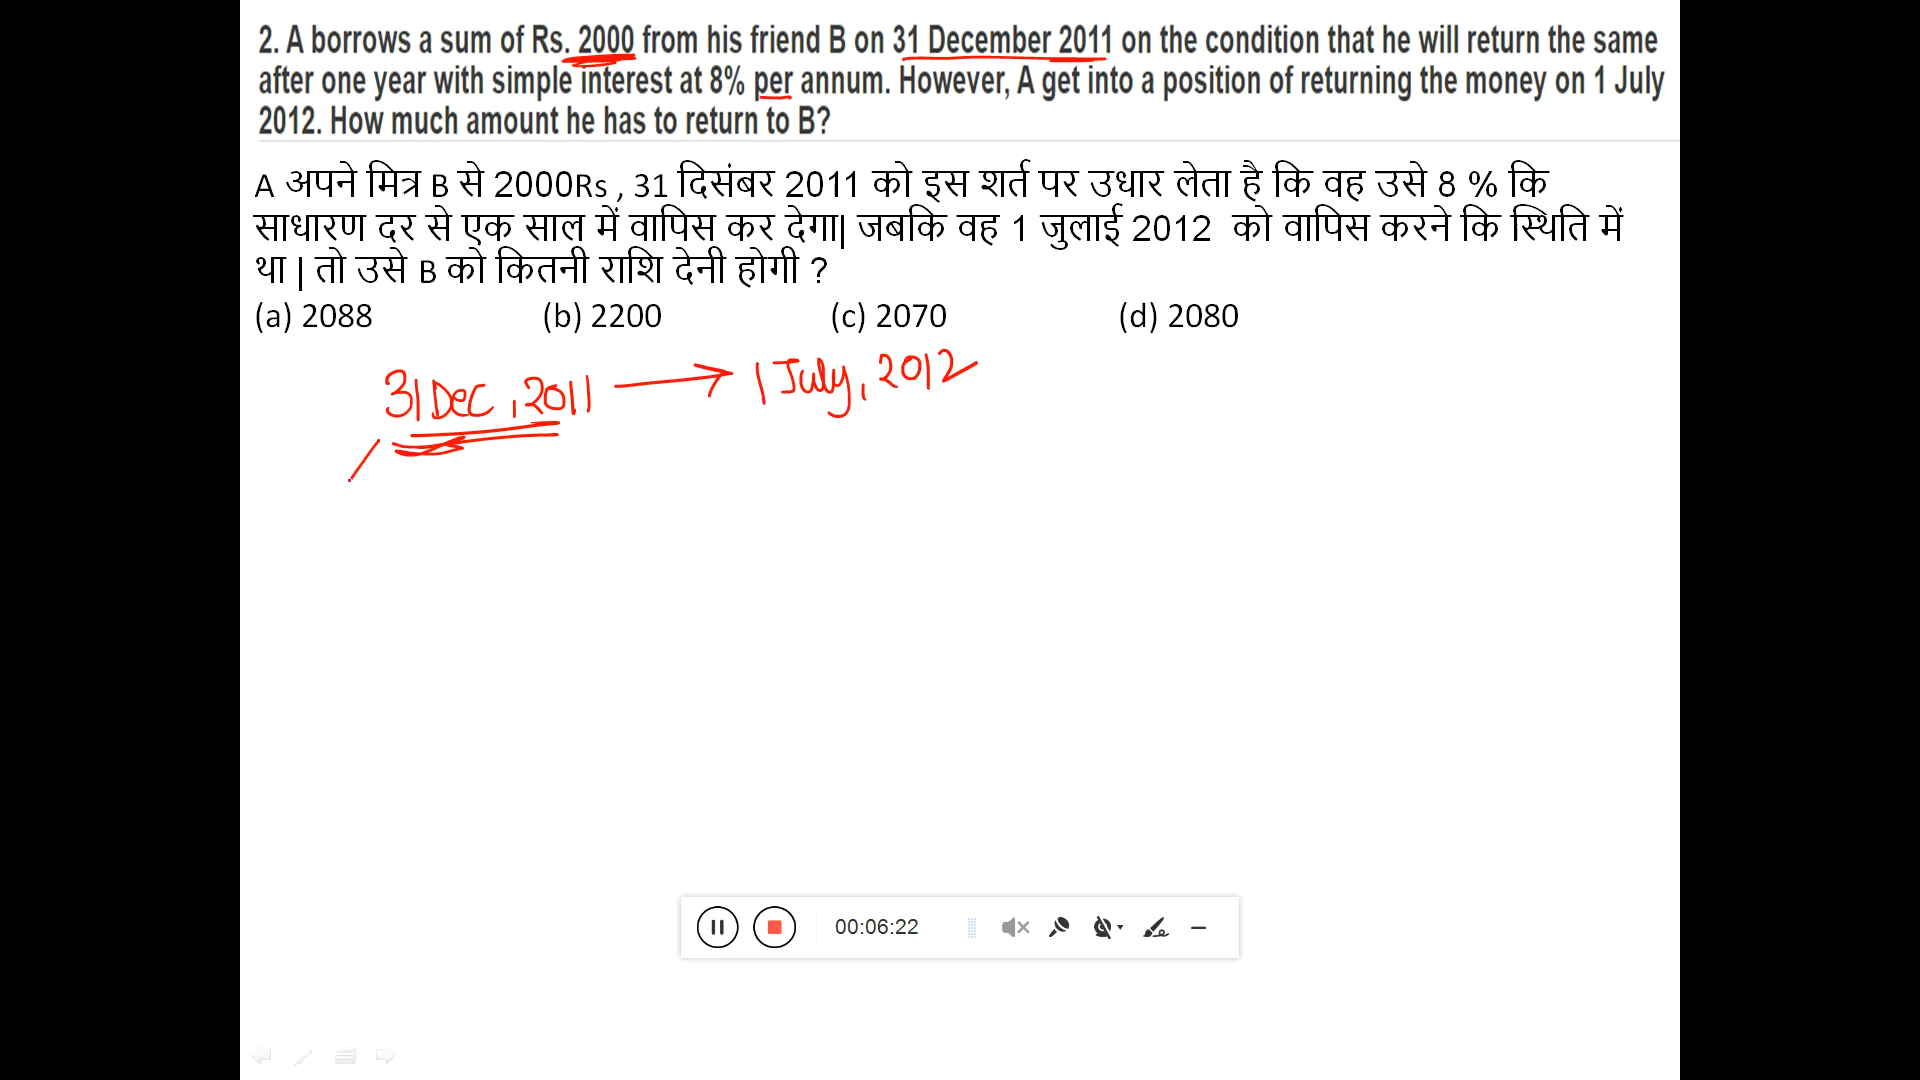 2. A borrows a sum of Rs. 2000 from his friend B on 31 December 2011 on the condition that he will return the same
after one year with simple interest at 8% per annum. However, A get into a position of returning the money on 1 July
2012. How much amount he has to return to B?
A अपने मित्र B से 2000Rs , 31 दिसंबर 2011 को इस शर्त पर उधार लेता है कि वह उसे 8 % कि
साधारण दर से एक साल में वापिस कर देगा| जबकि वह 1 जुलाई 2012 को वापिस करने कि स्थिति में
था | तो उसे B को कितनी राशि देनी होगी ?
(a) 2088 (b) 2200 (c) 2070 (d) 2080
31 Dec , 2011 → 1 July, 2012
00:06:22